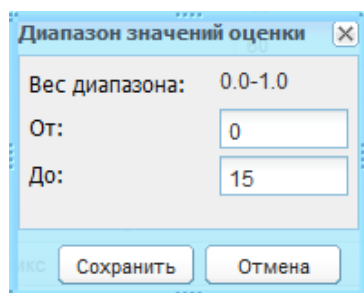 Диапазон значений оценки
Вес диапазона: 0.0-1.0
От: 0
До: 15
Сохранить Отмена